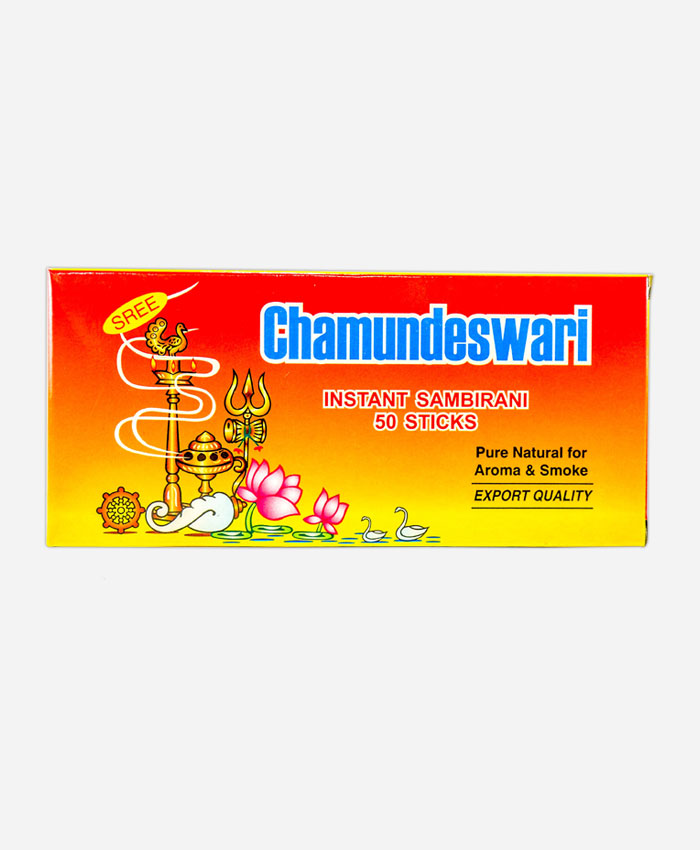 SREE
Chamundeswari
INSTANT SAMBIRANI
50 STICKS
Pure Natural for
Aroma & Smoke
EXPORT QUALITY